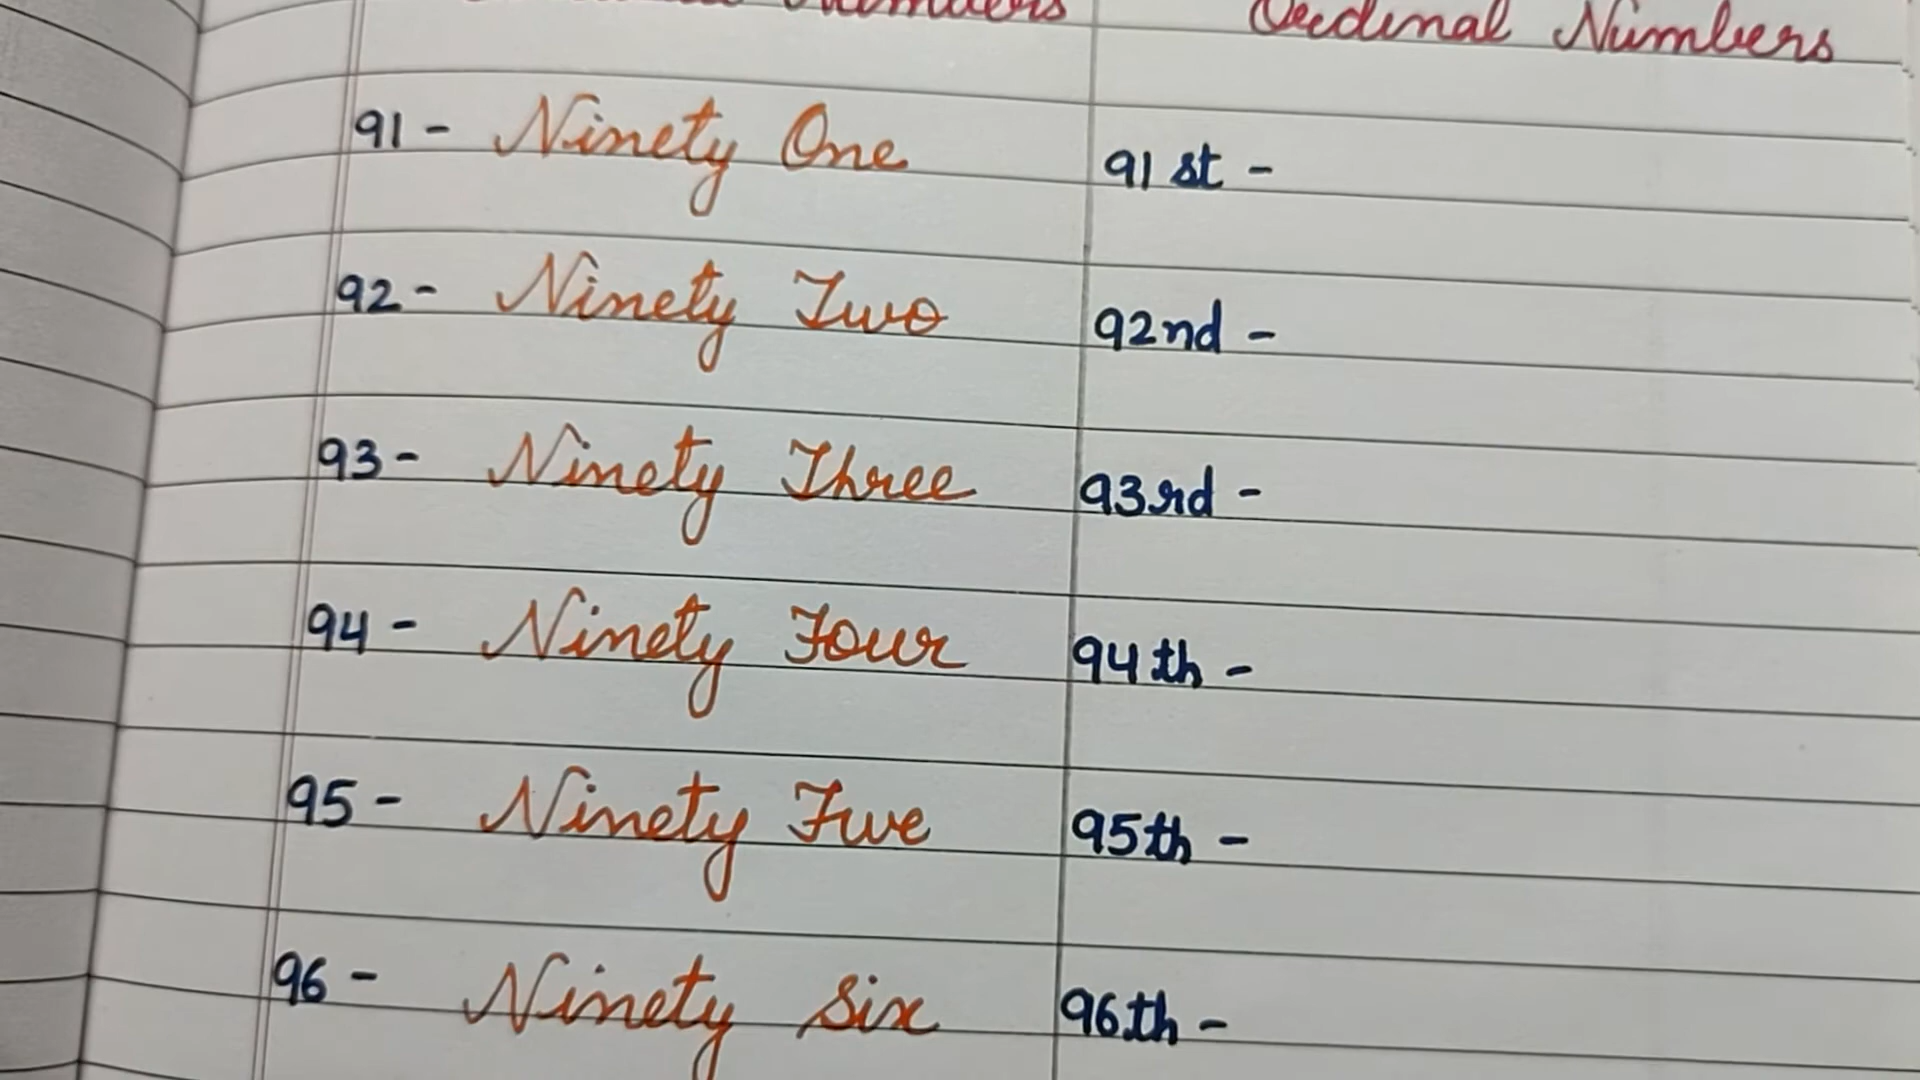 Numbers Ordinal Numbers
91 - Ninety One 91st -
92 - Ninety Two 92nd -
93 - Ninety Three 93rd -
94 - Ninety Four 94th -
95 - Ninety Five 95th -
96 - Ninety Six 96th -